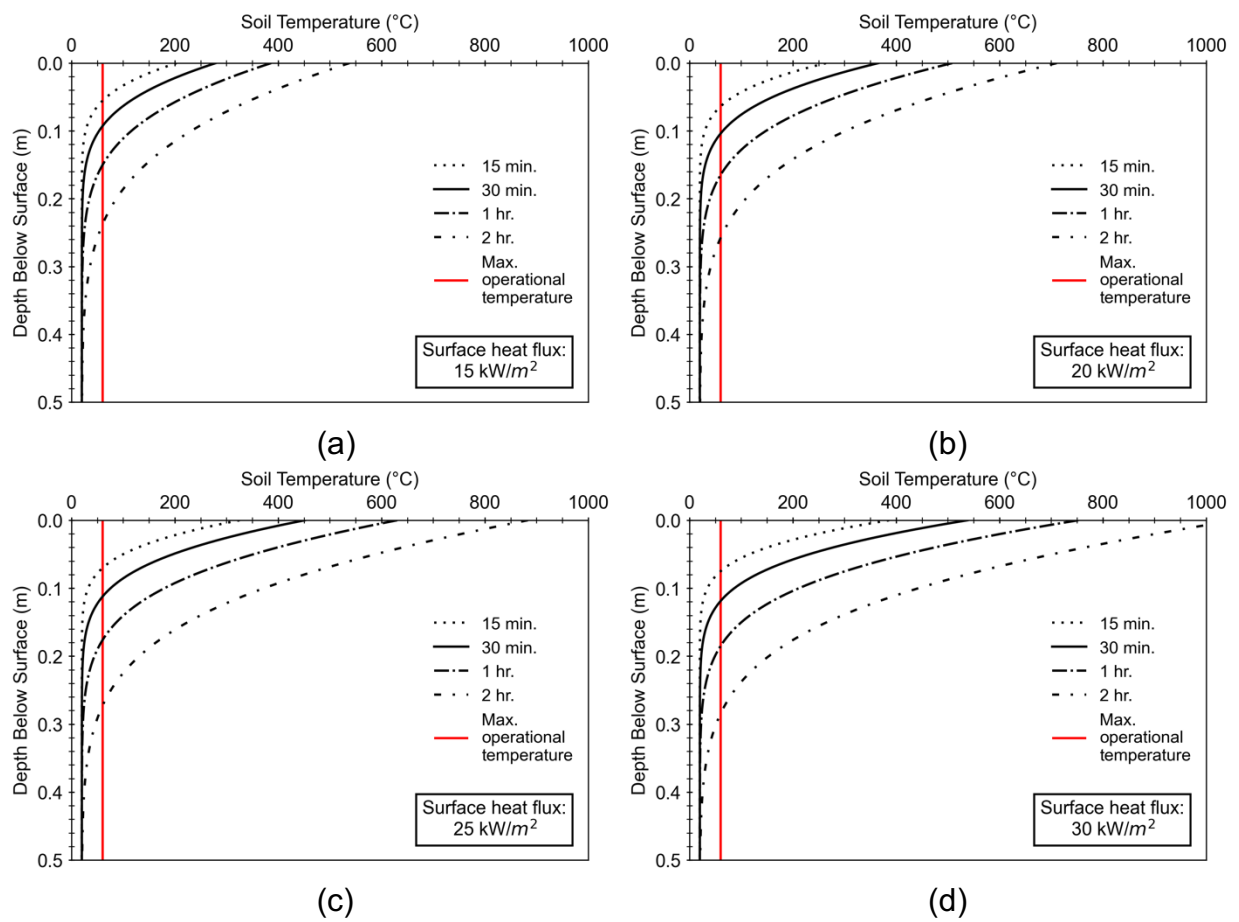 Soil Temperature (°C)
0 200 400 600 800 1000
0.0
0.1
0.2
0.3
0.4
0.5
Depth Below Surface (m)
15 min.
30 min.
1 hr.
2 hr.
Max.
operational
temperature
Surface heat flux:
15 kW/m²
(a)
Soil Temperature (°C)
0 200 400 600 800 1000
0.0
0.1
0.2
0.3
0.4
0.5
Depth Below Surface (m)
15 min.
30 min.
1 hr.
2 hr.
Max.
operational
temperature
Surface heat flux:
20 kW/m²
(b)
Soil Temperature (°C)
0 200 400 600 800 1000
0.0
0.1
0.2
0.3
0.4
0.5
Depth Below Surface (m)
15 min.
30 min.
1 hr.
2 hr.
Max.
operational
temperature
Surface heat flux:
25 kW/m²
(c)
Soil Temperature (°C)
0 200 400 600 800 1000
0.0
0.1
0.2
0.3
0.4
0.5
Depth Below Surface (m)
15 min.
30 min.
1 hr.
2 hr.
Max.
operational
temperature
Surface heat flux:
30 kW/m²
(d)